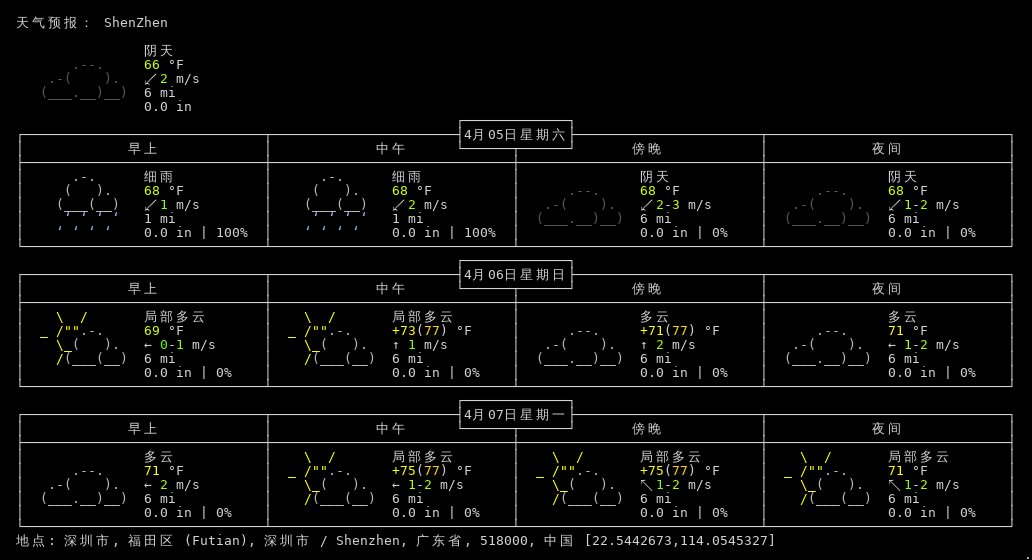 天气预报： ShenZhen
阴天
66 °F
↙ 2 m/s
6 mi
0.0 in
4月05日星期六
早上 中午 傍晚 夜间
细雨 细雨 阴天 阴天
68 °F 68 °F 68 °F 68 °F
↙ 1 m/s ↙ 2 m/s ↙ 2-3 m/s ↙ 1-2 m/s
1 mi 1 mi 6 mi 6 mi
0.0 in | 100% 0.0 in | 100% 0.0 in | 0% 0.0 in | 0%
4月06日星期日
早上 中午 傍晚 夜间
局部多云 局部多云 多云 多云
69 °F +73(77) °F +71(77) °F 71 °F
← 0-1 m/s ↑ 1 m/s ↑ 2 m/s ← 1-2 m/s
6 mi 6 mi 6 mi 6 mi
0.0 in | 0% 0.0 in | 0% 0.0 in | 0% 0.0 in | 0%
4月07日星期一
早上 中午 傍晚 夜间
多云 局部多云 局部多云 局部多云
71 °F +75(77) °F +75(77) °F 71 °F
← 2 m/s ← 1-2 m/s ↖ 1-2 m/s ↖ 1-2 m/s
6 mi 6 mi 6 mi 6 mi
0.0 in | 0% 0.0 in | 0% 0.0 in | 0% 0.0 in | 0%
地点: 深圳市, 福田区 (Futian), 深圳市 / Shenzhen, 广东省, 518000, 中国 [22.5442673,114.0545327]